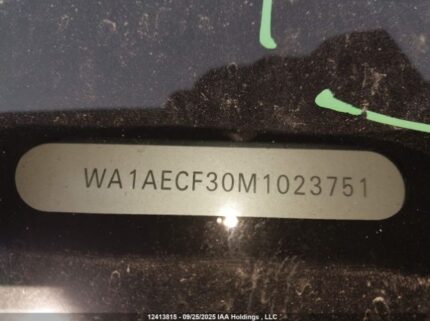 WA1AECF30M1023751
12413815 - 09/25/2025 IAA Holdings , LLC